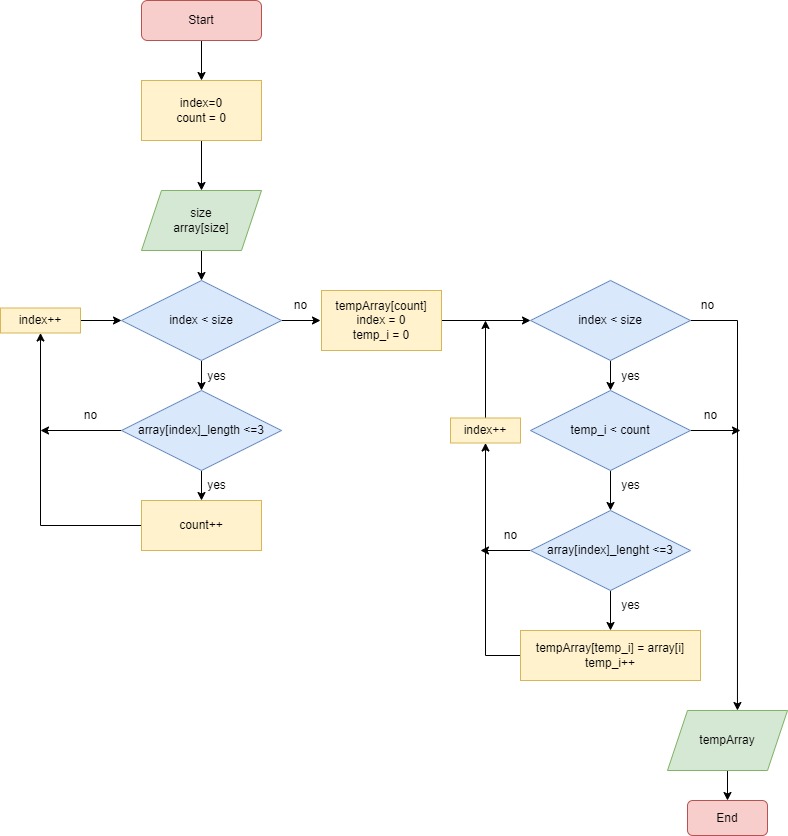 Start
index=0
count = 0
size
array[size]
index++
index < size
no
tempArray[count]
index = 0
temp_i = 0
index < size
no
yes
yes
no
array[index]_length <=3
index++
temp_i < count
no
yes
yes
count++
no
array[index]_lenght <=3
yes
tempArray[temp_i] = array[i]
temp_i++
tempArray
End